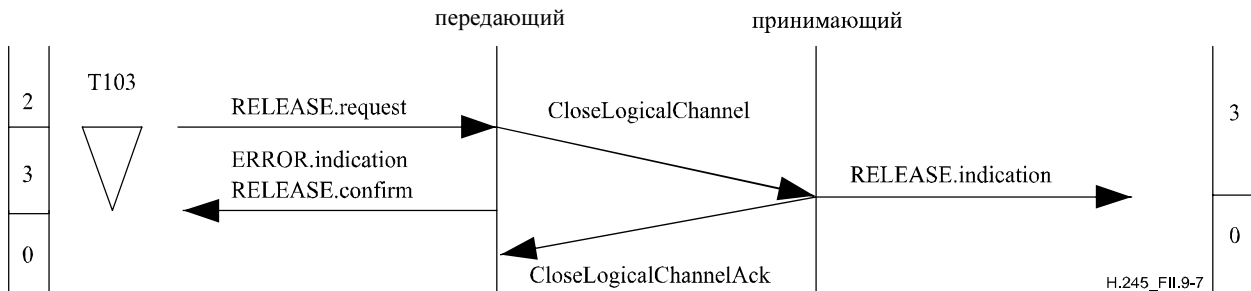 передающий
принимающий
T103
2
RELEASE.request
CloseLogicalChannel
3
3
ERROR.indication
RELEASE.confirm
RELEASE.indication
0
CloseLogicalChannelAck
0
H.245_FII.9-7